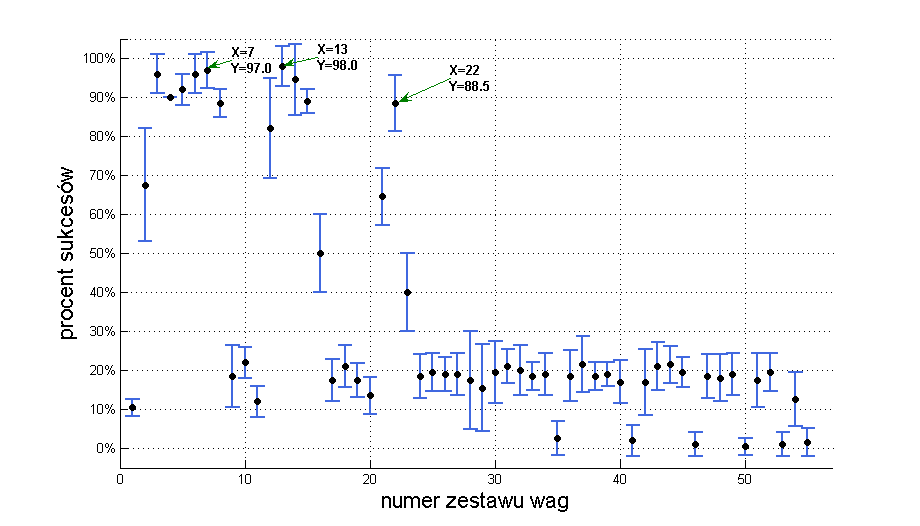 X=7
Y=97.0
X=13
Y=98.0
X=22
Y=88.5
100%
90%
80%
70%
60%
50%
40%
30%
20%
10%
0%
procent sukcesów
0 10 20 30 40 50
numer zestawu wag